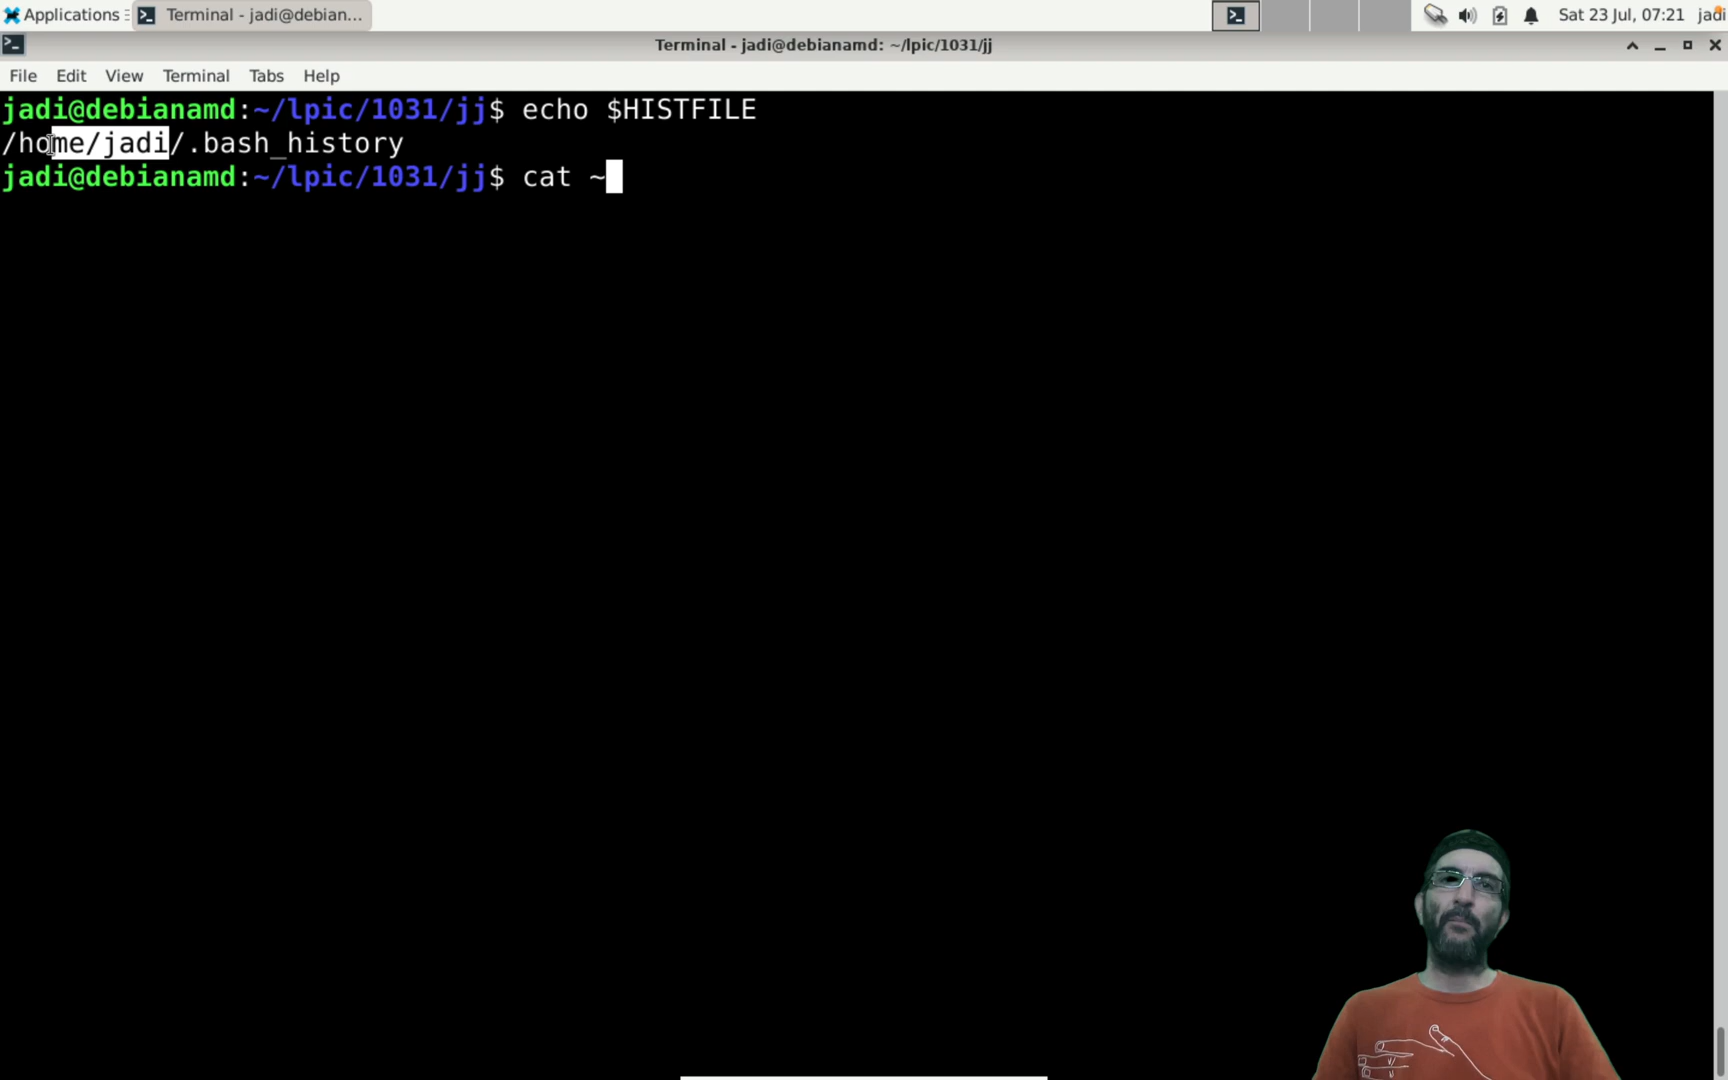 Applications Terminal - jadi@debian... Sat 23 Jul, 07:21 jadi
Terminal - jadi@debianamd: ~/lpic/1031/jj
File Edit View Terminal Tabs Help
jadi@debianamd:~/lpic/1031/jj$ echo $HISTFILE
/home/jadi/.bash_history
jadi@debianamd:~/lpic/1031/jj$ cat ~